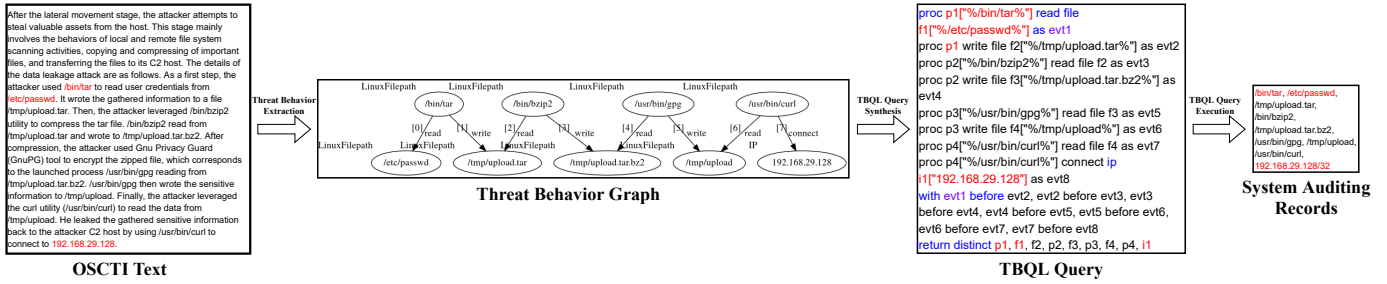 After the lateral movement stage, the attacker attempts to
steal valuable assets from the host. This stage mainly
involves the behaviors of local and remote file system
scanning activities, copying and compressing of important
files, and transferring the files to its C2 host. The details of
the data leakage attack are as follows. As a first step, the
attacker used /bin/tar to read user credentials from
/etc/passwd. It wrote the gathered information to a file
/tmp/upload.tar. Then, the attacker leveraged /bin/bzip2
utility to compress the tar file. /bin/bzip2 read from
/tmp/upload.tar and wrote to /tmp/upload.tar.bz2. After
compression, the attacker used Gnu Privacy Guard
(GnuPG) tool to encrypt the zipped file, which corresponds
to the launched process /usr/bin/gpg reading from
/tmp/upload.tar.bz2. /usr/bin/gpg then wrote the sensitive
information to /tmp/upload. Finally, the attacker leveraged
the curl utility (/usr/bin/curl) to read the data from
/tmp/upload. He leaked the gathered sensitive information
back to the attacker C2 host by using /usr/bin/curl to
connect to 192.168.29.128.
OSCTI Text
Threat Behavior
Extraction
LinuxFilepath LinuxFilepath LinuxFilepath LinuxFilepath
/bin/tar /bin/bzip2 /usr/bin/gpg /usr/bin/curl
[0] [1] [2] [3] [4] [5] [6] [7]
read write read write read write read connect
LinuxFilepath LinuxFilepath LinuxFilepath LinuxFilepath IP
/etc/passwd /tmp/upload.tar /tmp/upload.tar.bz2 /tmp/upload 192.168.29.128
Threat Behavior Graph
TBQL Query
Synthesis
proc p1["%/bin/tar%"] read file
f1["%/etc/passwd%"] as evt1
proc p1 write file f2["%/tmp/upload.tar%"] as evt2
proc p2["%/bin/bzip2%"] read file f2 as evt3
proc p2 write file f3["%/tmp/upload.tar.bz2%"] as
evt4
proc p3["%/usr/bin/gpg%"] read file f3 as evt5
proc p3 write file f4["%/tmp/upload%"] as evt6
proc p4["%/usr/bin/curl%"] read file f4 as evt7
proc p4["%/usr/bin/curl%"] connect ip
i1["192.168.29.128"] as evt8
with evt1 before evt2, evt2 before evt3, evt3
before evt4, evt4 before evt5, evt5 before evt6,
evt6 before evt7, evt7 before evt8
return distinct p1, f1, f2, p2, f3, p3, f4, p4, i1
TBQL Query
TBQL Query
Execution
/bin/tar, /etc/passwd,
/tmp/upload.tar,
/bin/bzip2,
/tmp/upload.tar.bz2,
/usr/bin/gpg, /tmp/upload,
/usr/bin/curl,
192.168.29.128/32
System Auditing
Records